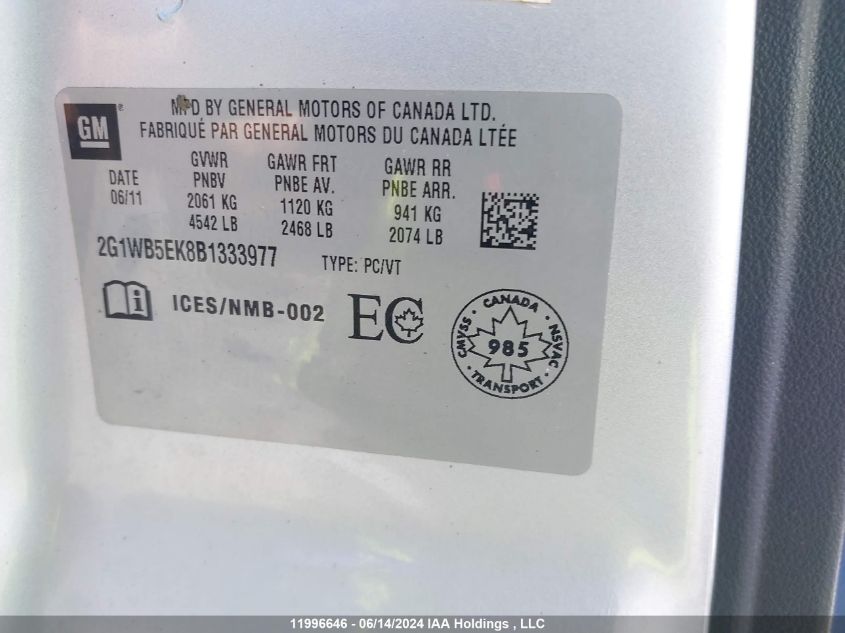 GM ®
MFD BY GENERAL MOTORS OF CANADA LTD.
FABRIQUÉ PAR GENERAL MOTORS DU CANADA LTÉE
DATE
06/11
GVWR
PNBV
2061 KG
4542 LB
GAWR FRT
PNBE AV.
1120 KG
2468 LB
GAWR RR
PNBE ARR.
941 KG
2074 LB
2G1WB5EK8B1333977
TYPE: PC/VT
ICES/NMB-002
EC
CANADA
CMVSS · NSVAC
985
TRANSPORT
11996646 - 06/14/2024 IAA Holdings , LLC